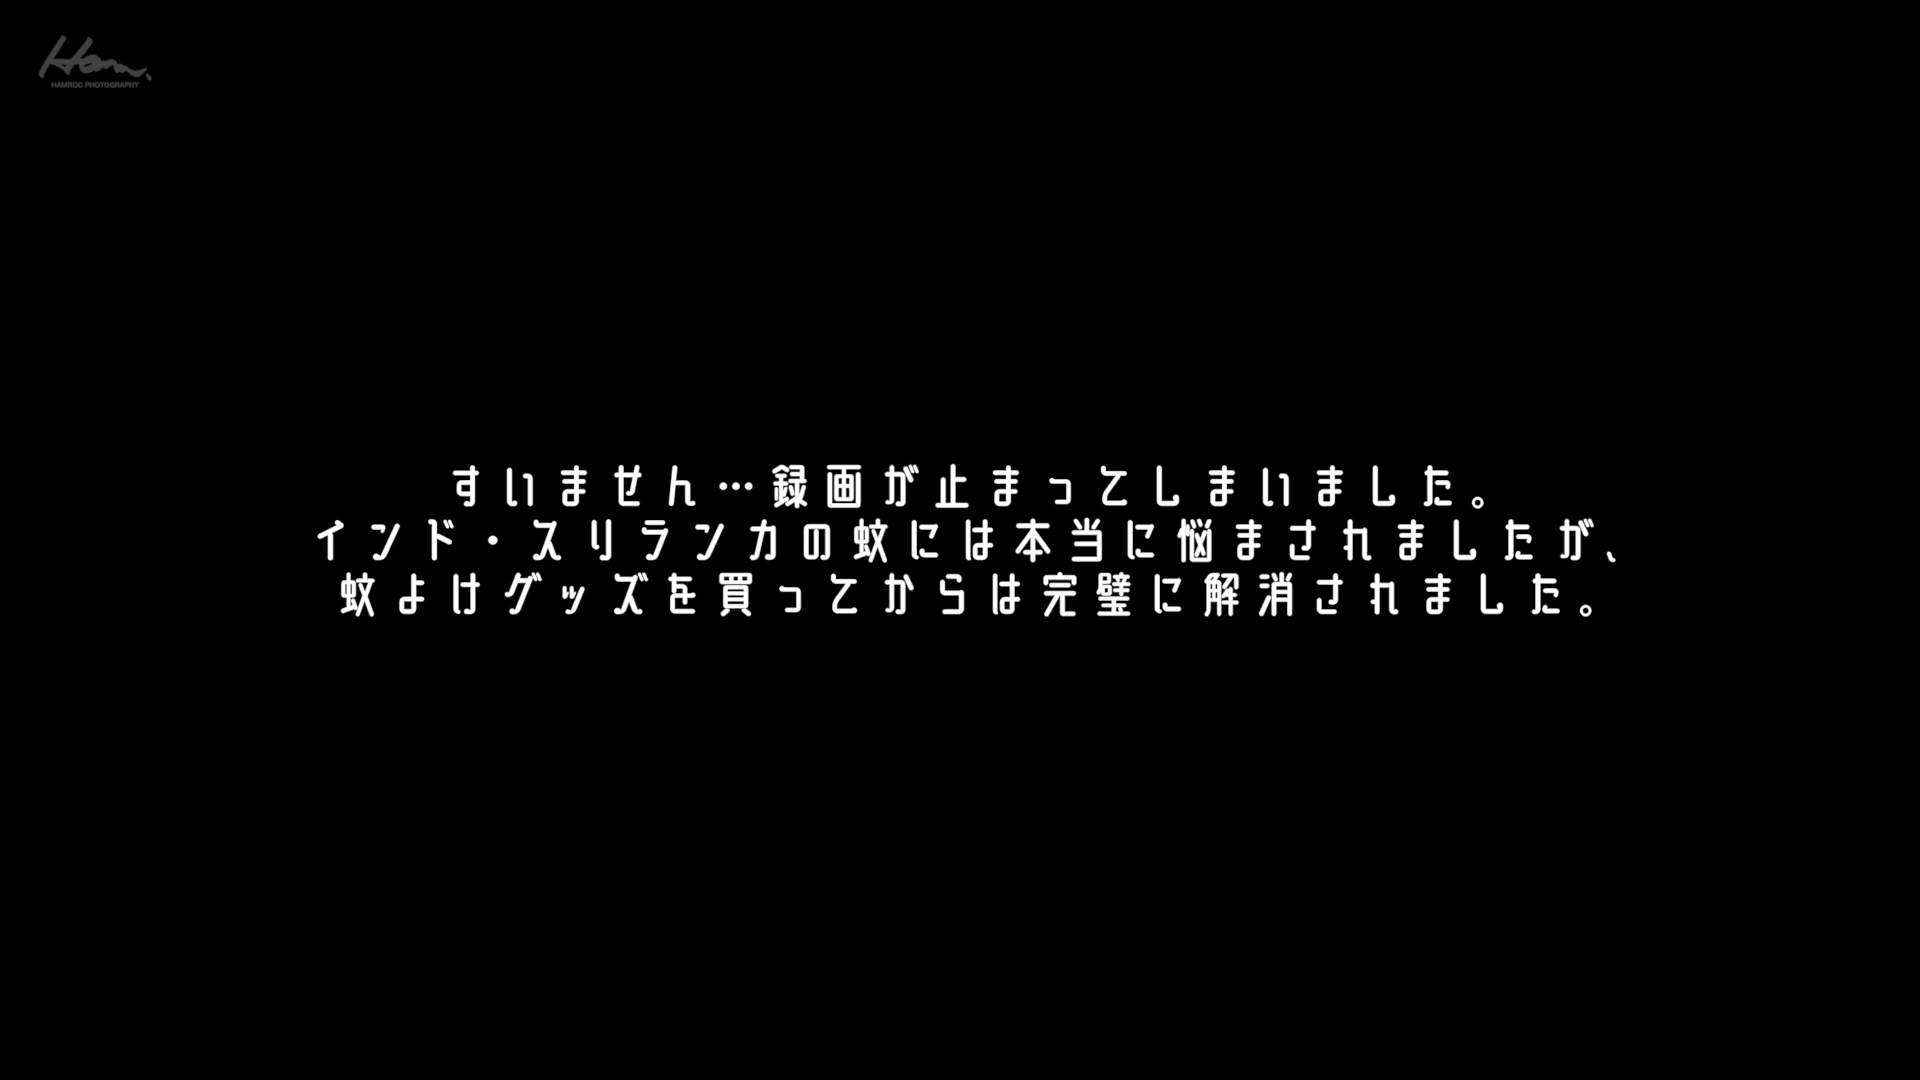 Ham.
HAMROC PHOTOGRAPHY
すいません…録画が止まってしまいました。
インド・スリランカの蚊には本当に悩まされましたが、
蚊よけグッズを買ってからは完璧に解消されました。